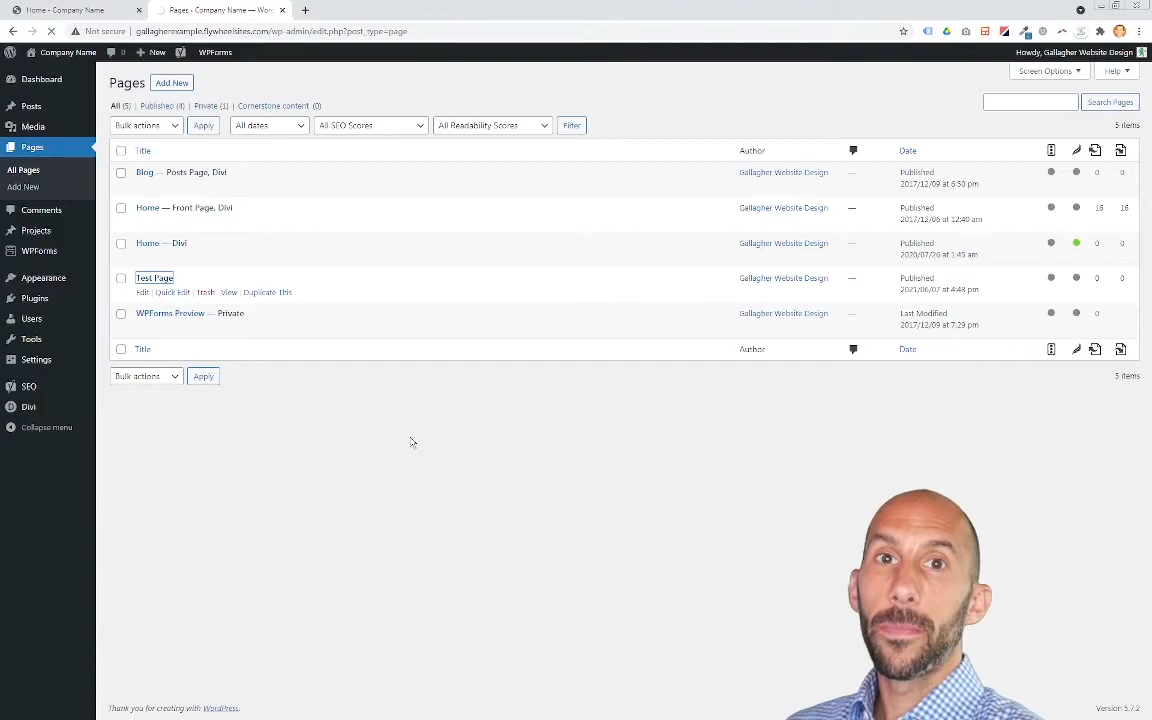 Home - Company Name
Pages ‹ Company Name — Wor
Not secure | gallagherexample.flywheelsites.com/wp-admin/edit.php?post_type=page
Company Name 0 New WPForms
Howdy, Gallagher Website Design
Dashboard
Posts
Media
Pages
All Pages
Add New
Comments
Projects
WPForms
Appearance
Plugins
Users
Tools
Settings
SEO
Divi
Collapse menu
Screen Options Help
Pages Add New
All (5) | Published (4) | Private (1) | Cornerstone content (0)
Search Pages
Bulk actions Apply All dates All SEO Scores All Readability Scores Filter
5 items
Title Author Date
Blog — Posts Page, Divi Gallagher Website Design — Published 0 0
2017/12/09 at 6:50 pm
Home — Front Page, Divi Gallagher Website Design — Published 16 16
2017/12/06 at 12:40 am
Home — Divi Gallagher Website Design — Published 0 0
2020/07/26 at 1:45 am
Test Page Gallagher Website Design — Published 0 0
2021/06/07 at 4:48 pm
Edit | Quick Edit | Trash | View | Duplicate This
WPForms Preview — Private Gallagher Website Design — Last Modified 0
2017/12/09 at 7:29 pm
Title Author Date
Bulk actions Apply
5 items
Thank you for creating with WordPress.
Version 5.7.2